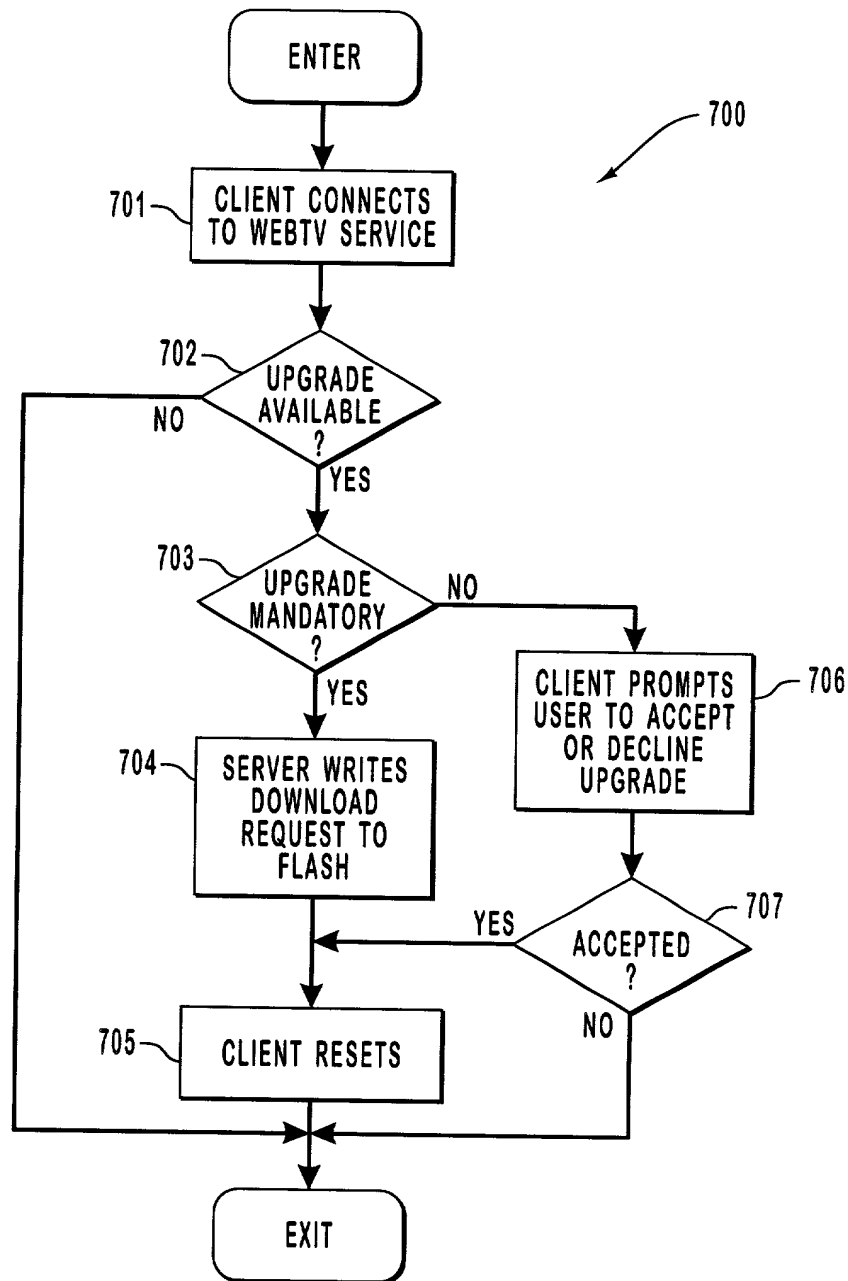 ENTER
700
701
CLIENT CONNECTS
TO WEBTV SERVICE
702
UPGRADE
AVAILABLE
?
NO
YES
703
UPGRADE
MANDATORY
?
NO
YES
704
SERVER WRITES
DOWNLOAD
REQUEST TO
FLASH
CLIENT PROMPTS
USER TO ACCEPT
OR DECLINE
UPGRADE
706
707
ACCEPTED
?
YES
NO
705
CLIENT RESETS
EXIT